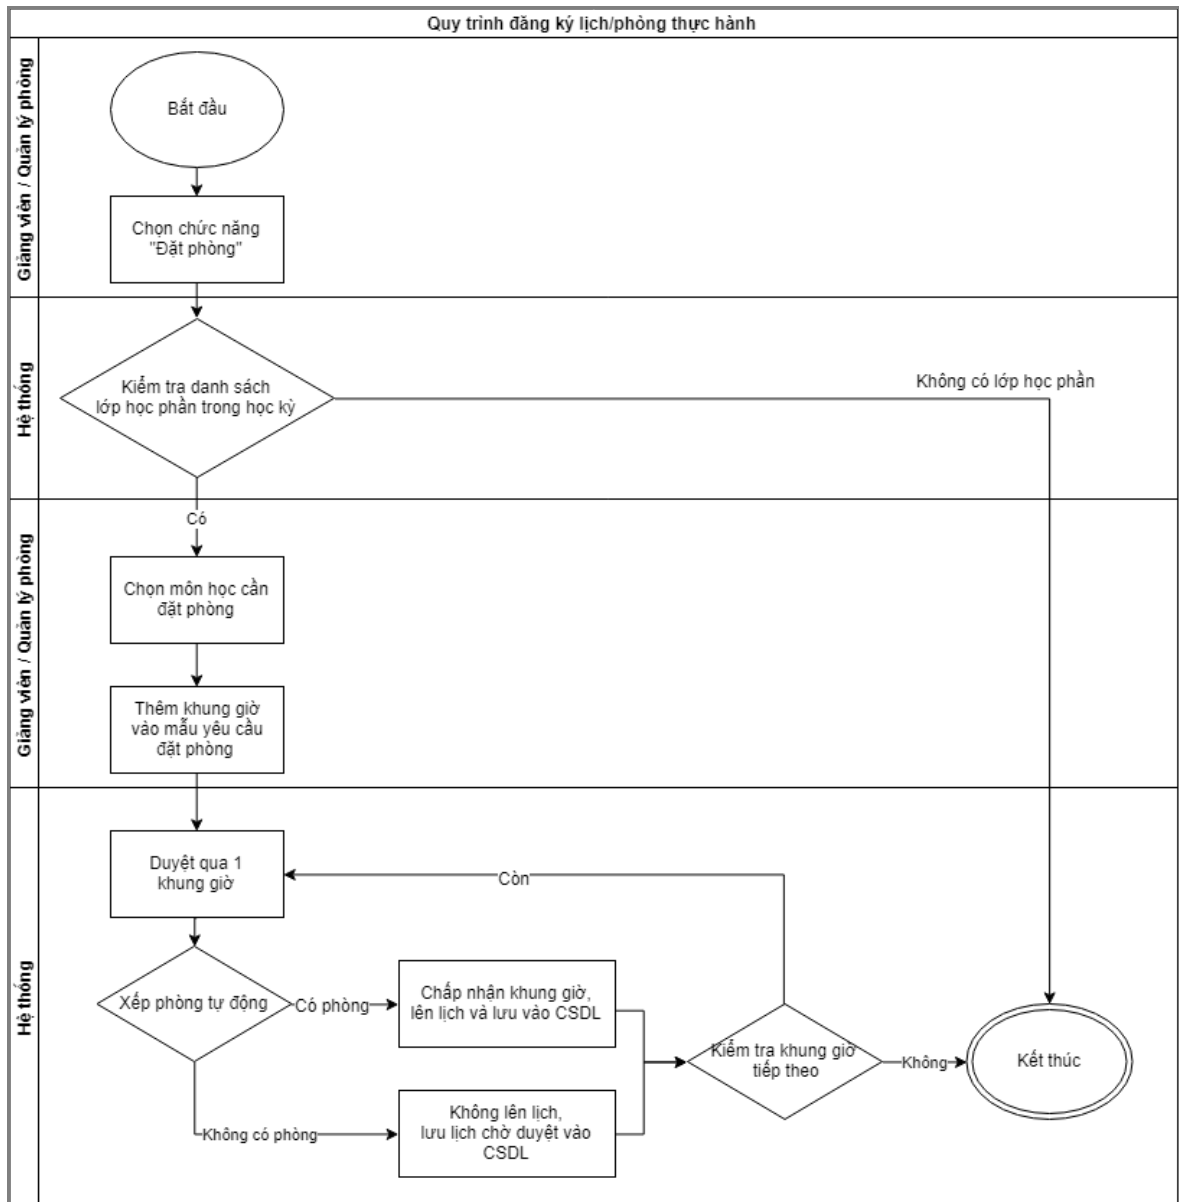 Quy trình đăng ký lịch/phòng thực hành
Giảng viên / Quản lý phòng
Bắt đầu
Chọn chức năng
"Đặt phòng"
Hệ thống
Kiểm tra danh sách
lớp học phần trong học kỳ
Không có lớp học phần
Giảng viên / Quản lý phòng
Có
Chọn môn học cần
đặt phòng
Thêm khung giờ
vào mẫu yêu cầu
đặt phòng
Hệ thống
Duyệt qua 1
khung giờ
Còn
Xếp phòng tự động
Có phòng
Chấp nhận khung giờ,
lên lịch và lưu vào CSDL
Kiểm tra khung giờ
tiếp theo
Không
Kết thúc
Không có phòng
Không lên lịch,
lưu lịch chờ duyệt vào
CSDL